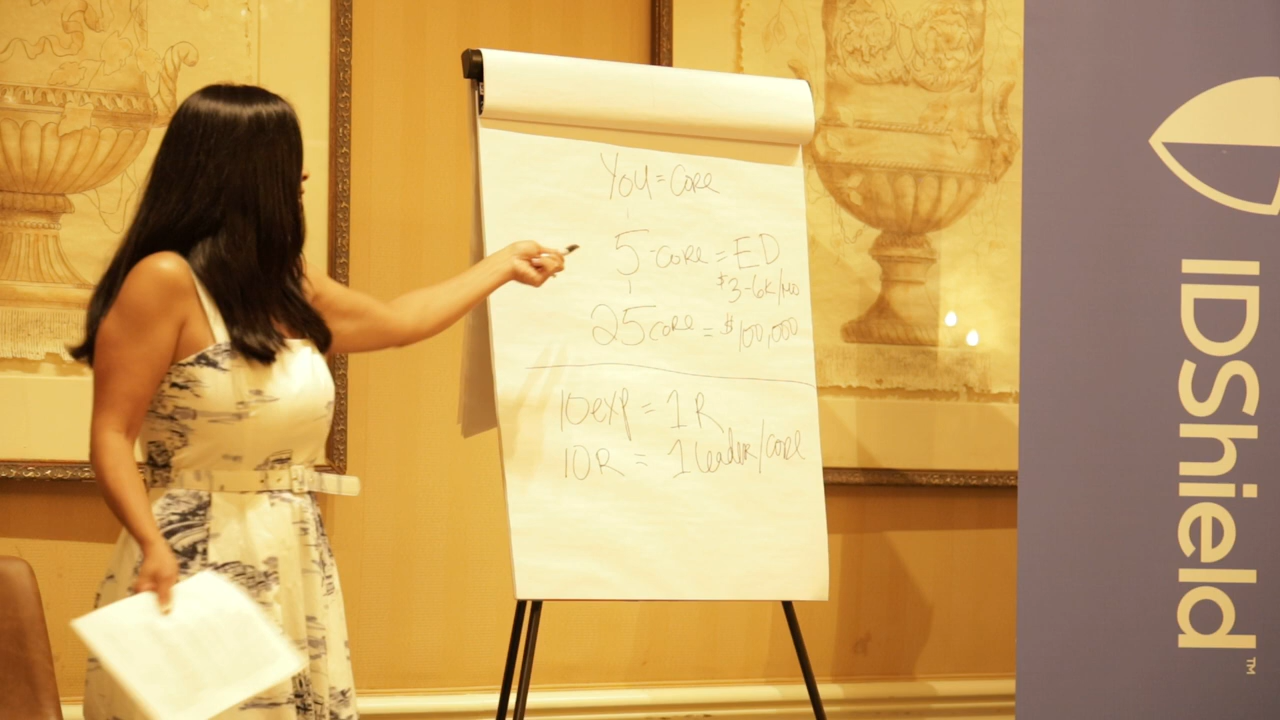 YOU = CORE
5-CORE = ED
$3-6K/MO
25 CORE = $100,000
10 exp = 1 R
10 R = 1 leader/CORE
IDShield™